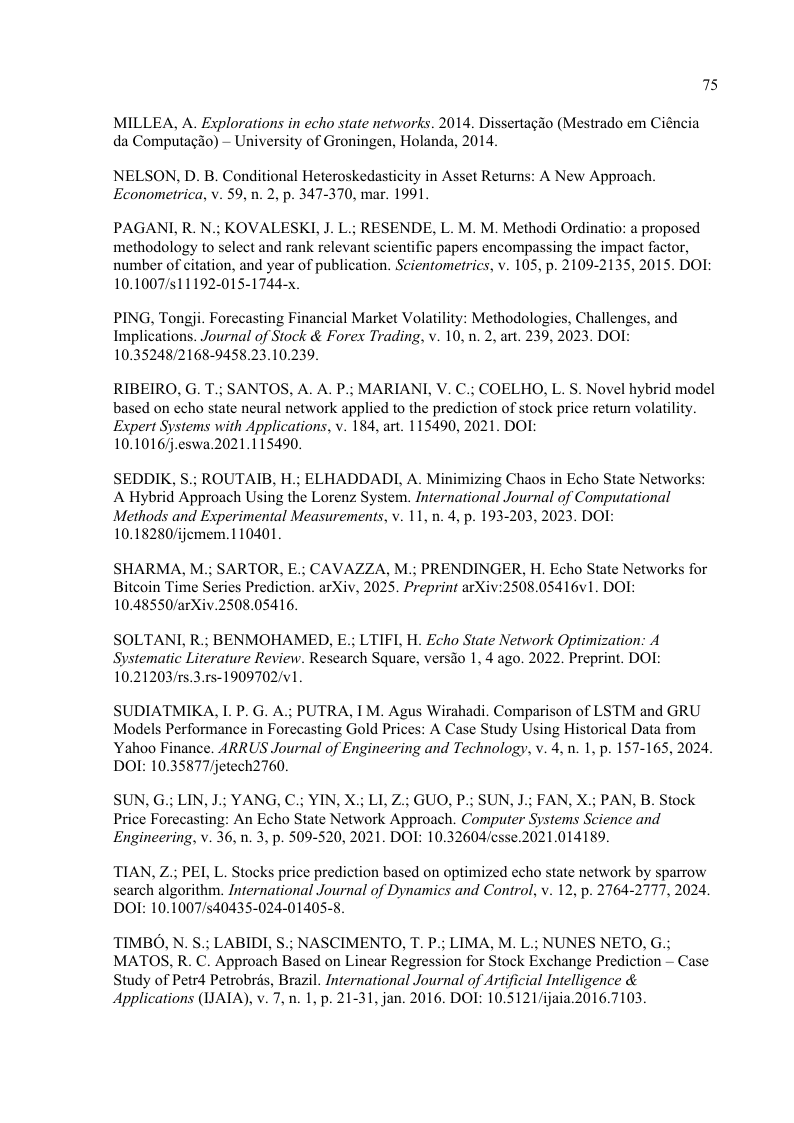 75
MILLEA, A. Explorations in echo state networks. 2014. Dissertação (Mestrado em Ciência
da Computação) – University of Groningen, Holanda, 2014.
NELSON, D. B. Conditional Heteroskedasticity in Asset Returns: A New Approach.
Econometrica, v. 59, n. 2, p. 347-370, mar. 1991.
PAGANI, R. N.; KOVALESKI, J. L.; RESENDE, L. M. M. Methodi Ordinatio: a proposed
methodology to select and rank relevant scientific papers encompassing the impact factor,
number of citation, and year of publication. Scientometrics, v. 105, p. 2109-2135, 2015. DOI:
10.1007/s11192-015-1744-x.
PING, Tongji. Forecasting Financial Market Volatility: Methodologies, Challenges, and
Implications. Journal of Stock & Forex Trading, v. 10, n. 2, art. 239, 2023. DOI:
10.35248/2168-9458.23.10.239.
RIBEIRO, G. T.; SANTOS, A. A. P.; MARIANI, V. C.; COELHO, L. S. Novel hybrid model
based on echo state neural network applied to the prediction of stock price return volatility.
Expert Systems with Applications, v. 184, art. 115490, 2021. DOI:
10.1016/j.eswa.2021.115490.
SEDDIK, S.; ROUTAIB, H.; ELHADDADI, A. Minimizing Chaos in Echo State Networks:
A Hybrid Approach Using the Lorenz System. International Journal of Computational
Methods and Experimental Measurements, v. 11, n. 4, p. 193-203, 2023. DOI:
10.18280/ijcmem.110401.
SHARMA, M.; SARTOR, E.; CAVAZZA, M.; PRENDINGER, H. Echo State Networks for
Bitcoin Time Series Prediction. arXiv, 2025. Preprint arXiv:2508.05416v1. DOI:
10.48550/arXiv.2508.05416.
SOLTANI, R.; BENMOHAMED, E.; LTIFI, H. Echo State Network Optimization: A
Systematic Literature Review. Research Square, versão 1, 4 ago. 2022. Preprint. DOI:
10.21203/rs.3.rs-1909702/v1.
SUDIATMIKA, I. P. G. A.; PUTRA, I M. Agus Wirahadi. Comparison of LSTM and GRU
Models Performance in Forecasting Gold Prices: A Case Study Using Historical Data from
Yahoo Finance. ARRUS Journal of Engineering and Technology, v. 4, n. 1, p. 157-165, 2024.
DOI: 10.35877/jetech2760.
SUN, G.; LIN, J.; YANG, C.; YIN, X.; LI, Z.; GUO, P.; SUN, J.; FAN, X.; PAN, B. Stock
Price Forecasting: An Echo State Network Approach. Computer Systems Science and
Engineering, v. 36, n. 3, p. 509-520, 2021. DOI: 10.32604/csse.2021.014189.
TIAN, Z.; PEI, L. Stocks price prediction based on optimized echo state network by sparrow
search algorithm. International Journal of Dynamics and Control, v. 12, p. 2764-2777, 2024.
DOI: 10.1007/s40435-024-01405-8.
TIMBÓ, N. S.; LABIDI, S.; NASCIMENTO, T. P.; LIMA, M. L.; NUNES NETO, G.;
MATOS, R. C. Approach Based on Linear Regression for Stock Exchange Prediction – Case
Study of Petr4 Petrobrás, Brazil. International Journal of Artificial Intelligence &
Applications (IJAIA), v. 7, n. 1, p. 21-31, jan. 2016. DOI: 10.5121/ijaia.2016.7103.